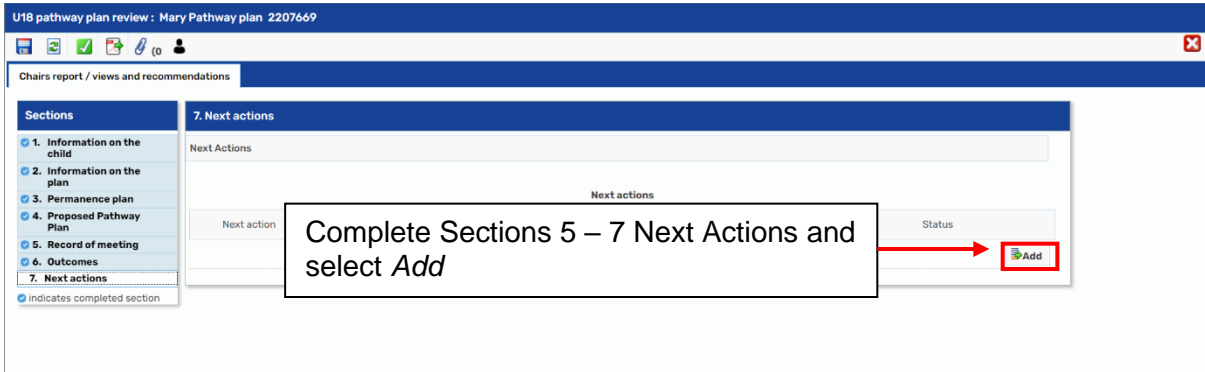 U18 pathway plan review : Mary Pathway plan 2207669
(0
Chairs report / views and recommendations
Sections
1. Information on the
child
2. Information on the
plan
3. Permanence plan
4. Proposed Pathway
Plan
5. Record of meeting
6. Outcomes
7. Next actions
indicates completed section
7. Next actions
Next Actions
Next actions
Next action
Status
Add
Complete Sections 5 – 7 Next Actions and
select Add